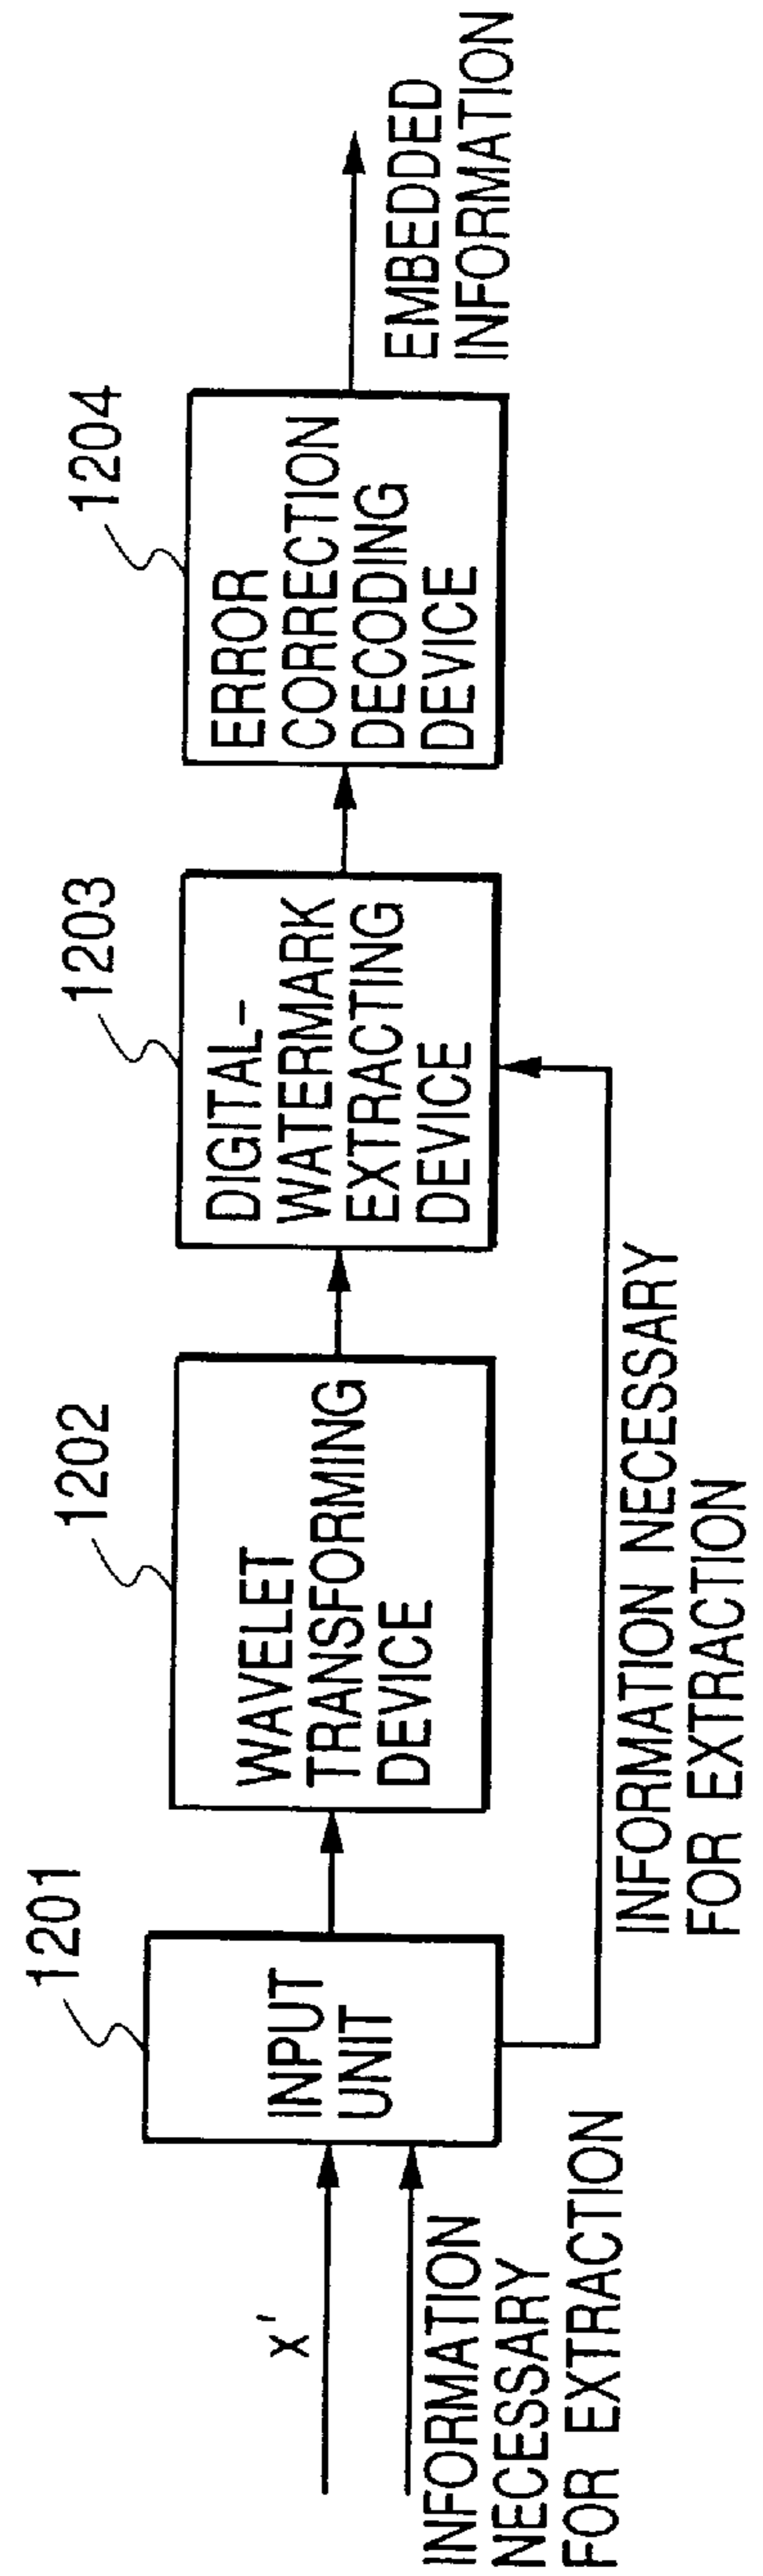 x'
INFORMATION
NECESSARY
FOR EXTRACTION
1201
INPUT
UNIT
1202
WAVELET
TRANSFORMING
DEVICE
1203
DIGITAL-
WATERMARK
EXTRACTING
DEVICE
1204
ERROR
CORRECTION
DECODING
DEVICE
EMBEDDED
INFORMATION
INFORMATION NECESSARY
FOR EXTRACTION